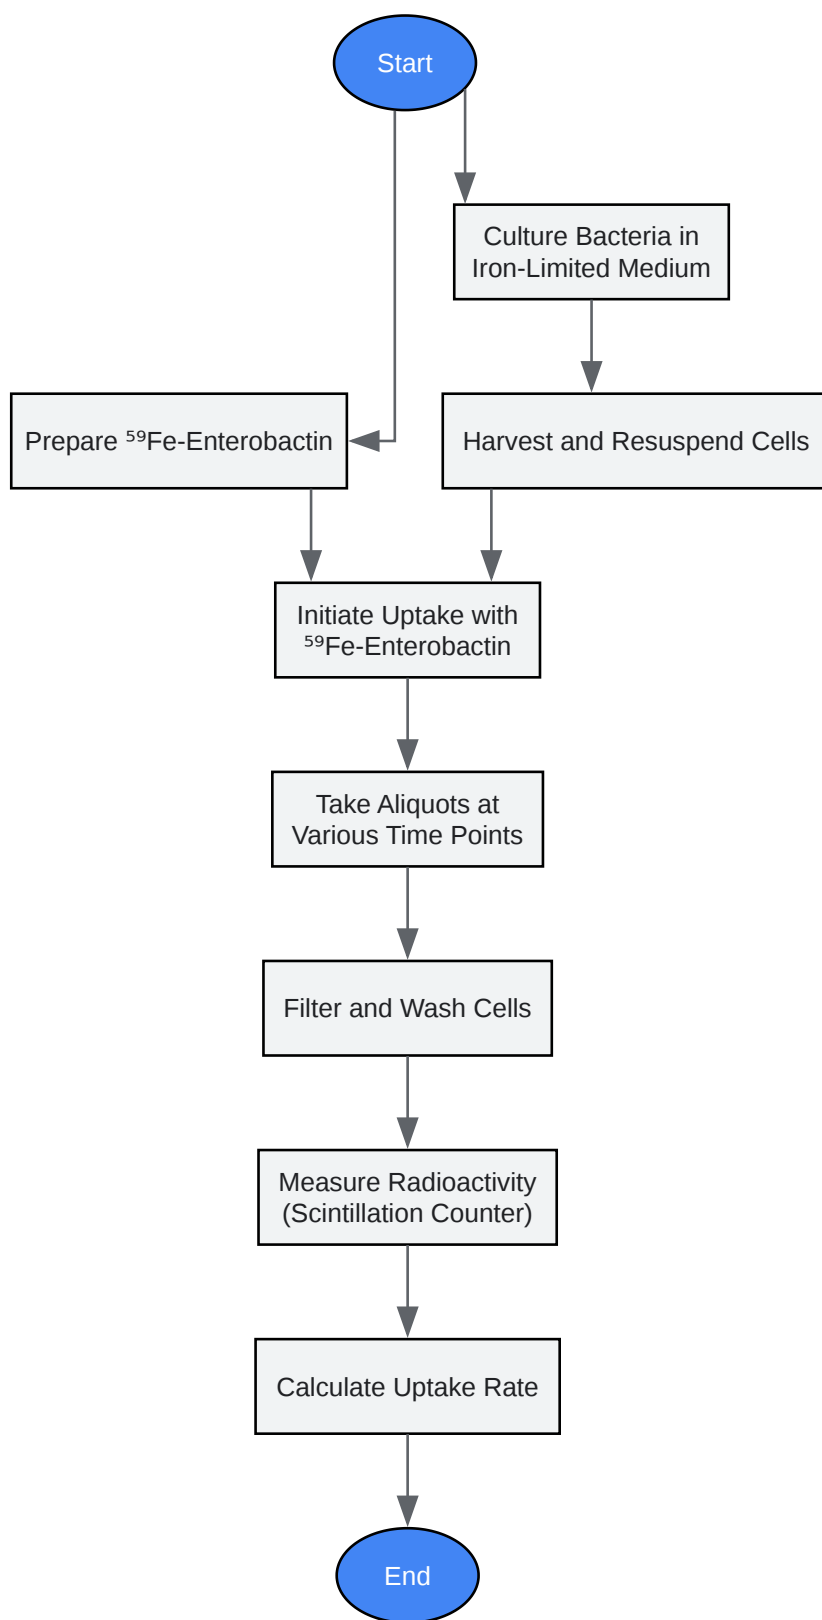 Start
Culture Bacteria in
Iron-Limited Medium
Prepare ⁵⁹Fe-Enterobactin
Harvest and Resuspend Cells
Initiate Uptake with
⁵⁹Fe-Enterobactin
Take Aliquots at
Various Time Points
Filter and Wash Cells
Measure Radioactivity
(Scintillation Counter)
Calculate Uptake Rate
End